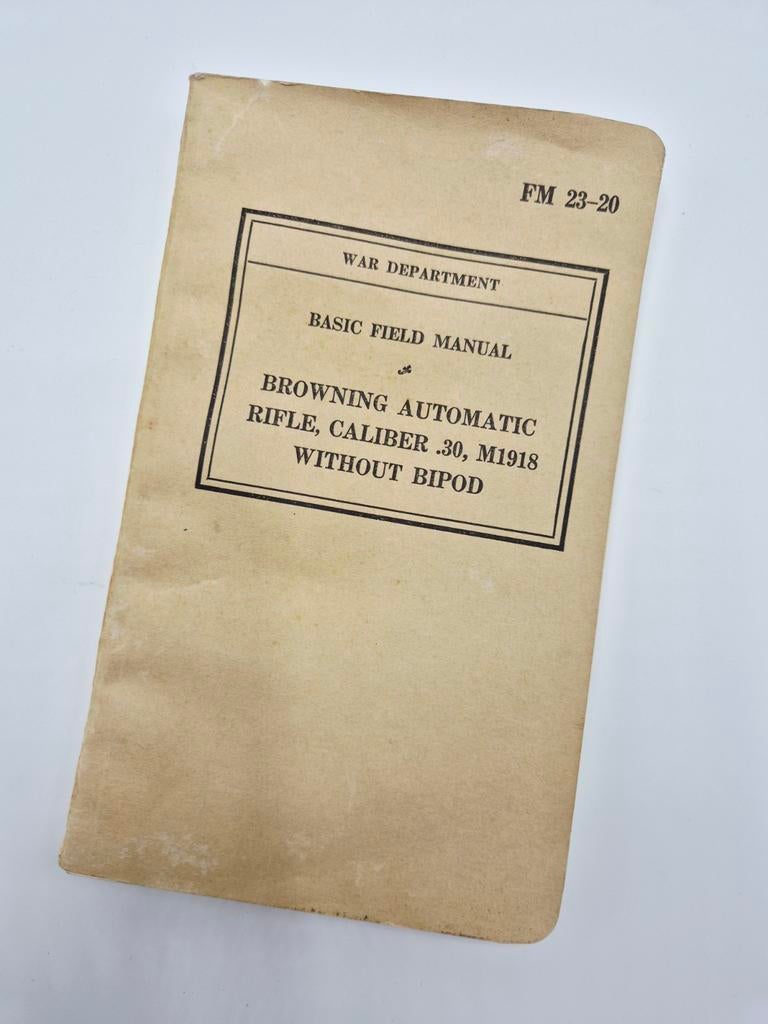 FM 23-20
WAR DEPARTMENT
BASIC FIELD MANUAL
BROWNING AUTOMATIC
RIFLE, CALIBER .30, M1918
WITHOUT BIPOD